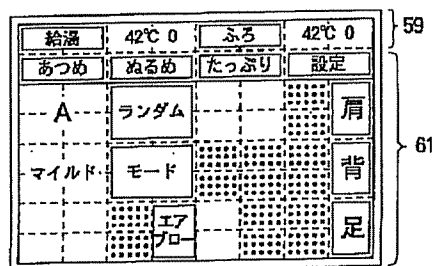 給湯 42℃ 0 ふろ 42℃ 0 59
あつめ ぬるめ たっぷり 設定
A ランダム 肩
61
マイルド モード 背
エア
ブロー 足